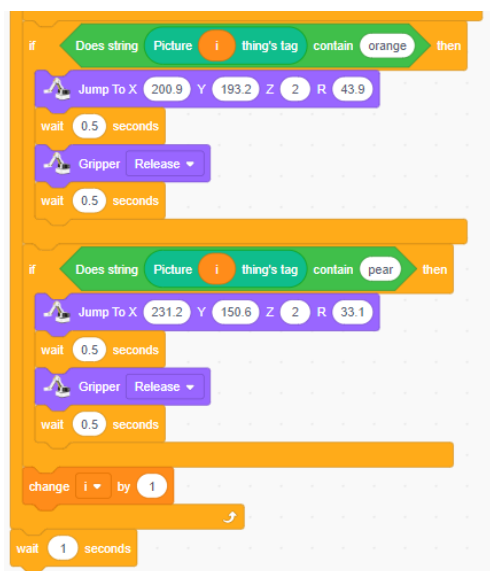 if Does string Picture i thing's tag contain orange then
Jump To X 200.9 Y 193.2 Z 2 R 43.9
wait 0.5 seconds
Gripper Release
wait 0.5 seconds
if Does string Picture i thing's tag contain pear then
Jump To X 231.2 Y 150.6 Z 2 R 33.1
wait 0.5 seconds
Gripper Release
wait 0.5 seconds
change i by 1
wait 1 seconds